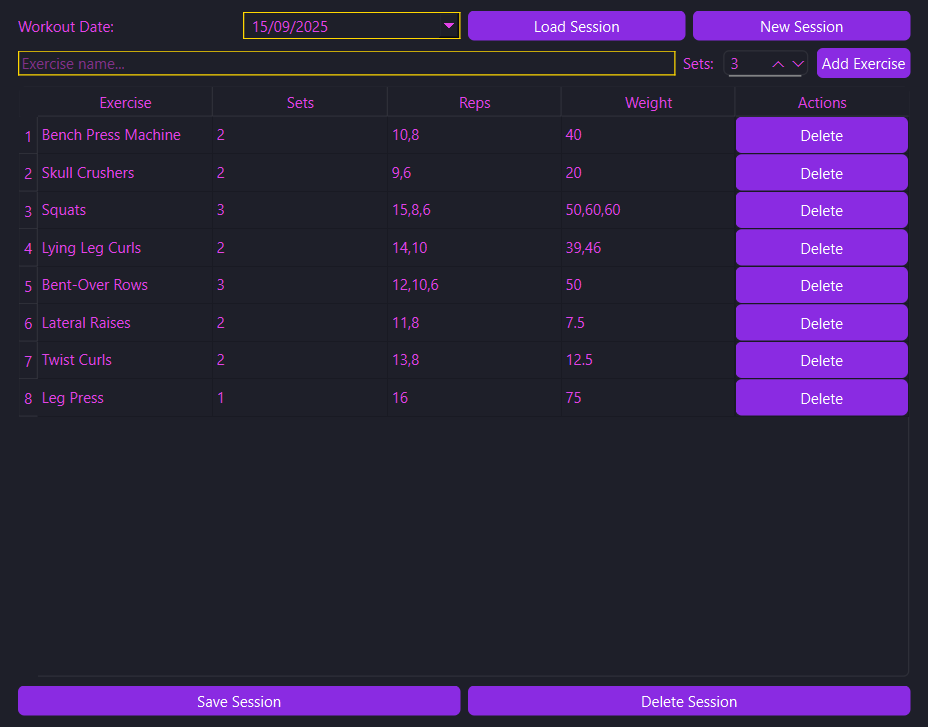 Workout Date: 15/09/2025 Load Session New Session
Exercise name... Sets: 3 Add Exercise
Exercise Sets Reps Weight Actions
1 Bench Press Machine 2 10,8 40 Delete
2 Skull Crushers 2 9,6 20 Delete
3 Squats 3 15,8,6 50,60,60 Delete
4 Lying Leg Curls 2 14,10 39,46 Delete
5 Bent-Over Rows 3 12,10,6 50 Delete
6 Lateral Raises 2 11,8 7.5 Delete
7 Twist Curls 2 13,8 12.5 Delete
8 Leg Press 1 16 75 Delete
Save Session Delete Session